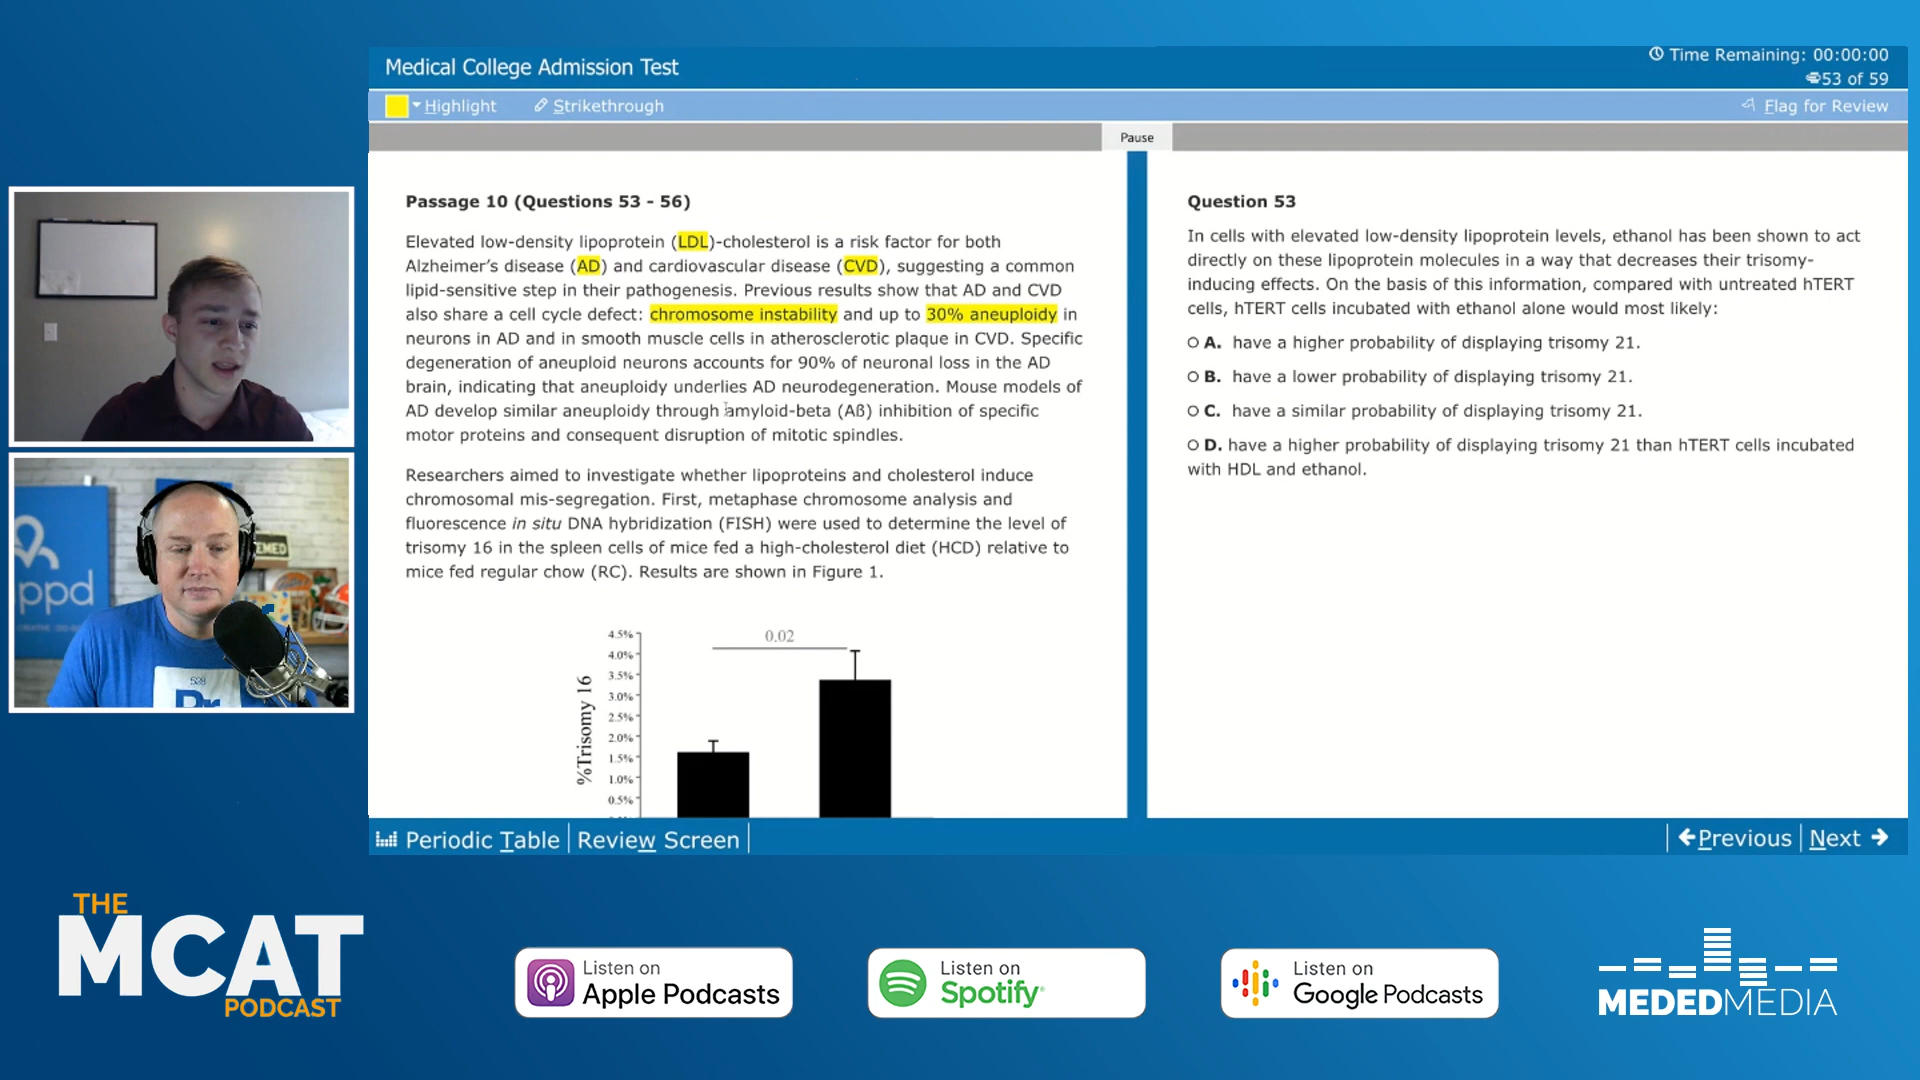 Medical College Admission Test
Time Remaining: 00:00:00
53 of 59
Highlight
Strikethrough
Flag for Review
Pause
Passage 10 (Questions 53 - 56)
Elevated low-density lipoprotein (LDL)-cholesterol is a risk factor for both
Alzheimer's disease (AD) and cardiovascular disease (CVD), suggesting a common
lipid-sensitive step in their pathogenesis. Previous results show that AD and CVD
also share a cell cycle defect: chromosome instability and up to 30% aneuploidy in
neurons in AD and in smooth muscle cells in atherosclerotic plaque in CVD. Specific
degeneration of aneuploid neurons accounts for 90% of neuronal loss in the AD
brain, indicating that aneuploidy underlies AD neurodegeneration. Mouse models of
AD develop similar aneuploidy through amyloid-beta (Aß) inhibition of specific
motor proteins and consequent disruption of mitotic spindles.
Researchers aimed to investigate whether lipoproteins and cholesterol induce
chromosomal mis-segregation. First, metaphase chromosome analysis and
fluorescence in situ DNA hybridization (FISH) were used to determine the level of
trisomy 16 in the spleen cells of mice fed a high-cholesterol diet (HCD) relative to
mice fed regular chow (RC). Results are shown in Figure 1.
%Trisomy 16
4.5%
4.0%
3.5%
3.0%
2.5%
2.0%
1.5%
1.0%
0.5%
0.02
Question 53
In cells with elevated low-density lipoprotein levels, ethanol has been shown to act
directly on these lipoprotein molecules in a way that decreases their trisomy-
inducing effects. On the basis of this information, compared with untreated hTERT
cells, hTERT cells incubated with ethanol alone would most likely:
A. have a higher probability of displaying trisomy 21.
B. have a lower probability of displaying trisomy 21.
C. have a similar probability of displaying trisomy 21.
D. have a higher probability of displaying trisomy 21 than hTERT cells incubated
with HDL and ethanol.
Periodic Table
Review Screen
Previous
Next
ppd
528
Pr
THE
MCAT
PODCAST
Listen on
Apple Podcasts
Listen on
Spotify
Listen on
Google Podcasts
MEDEDMEDIA